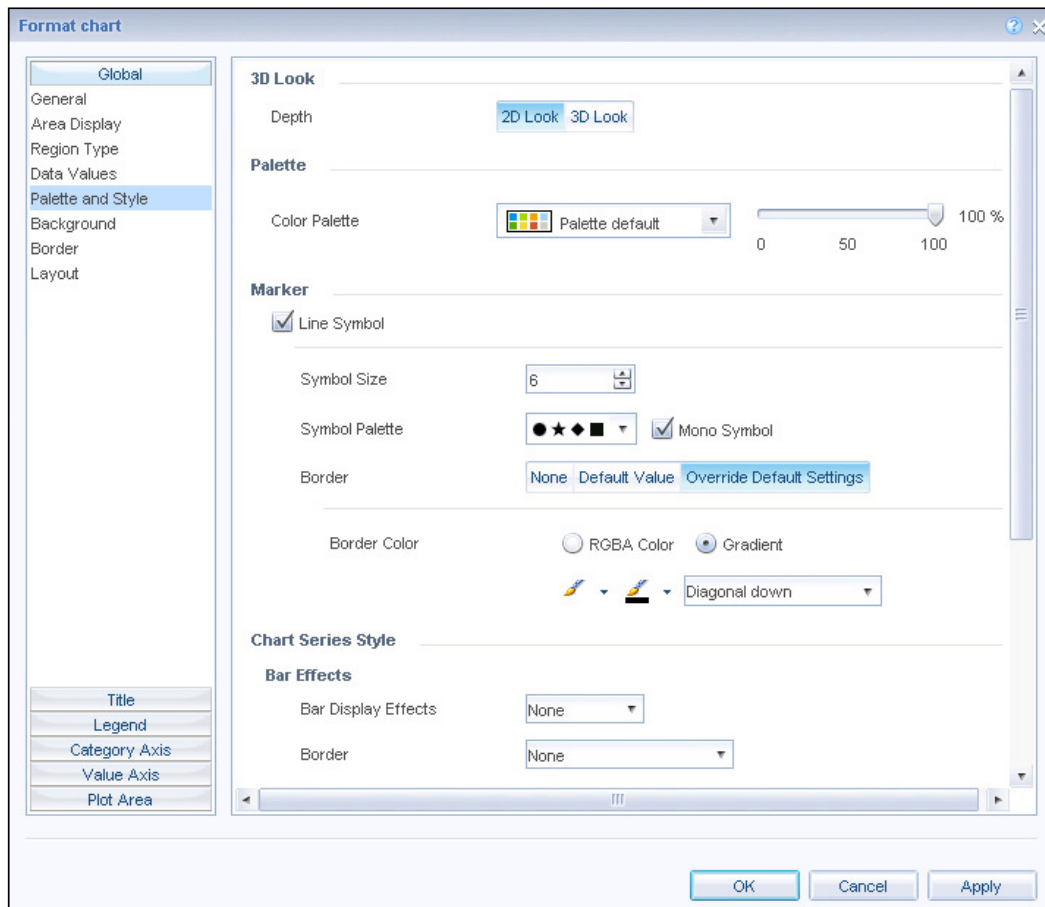 Format chart
Global
General
Area Display
Region Type
Data Values
Palette and Style
Background
Border
Layout
Title
Legend
Category Axis
Value Axis
Plot Area
3D Look
Depth 2D Look 3D Look
Palette
Color Palette Palette default 100 %
0 50 100
Marker
Line Symbol
Symbol Size 6
Symbol Palette Mono Symbol
Border None Default Value Override Default Settings
Border Color RGBA Color Gradient
Diagonal down
Chart Series Style
Bar Effects
Bar Display Effects None
Border None
OK Cancel Apply